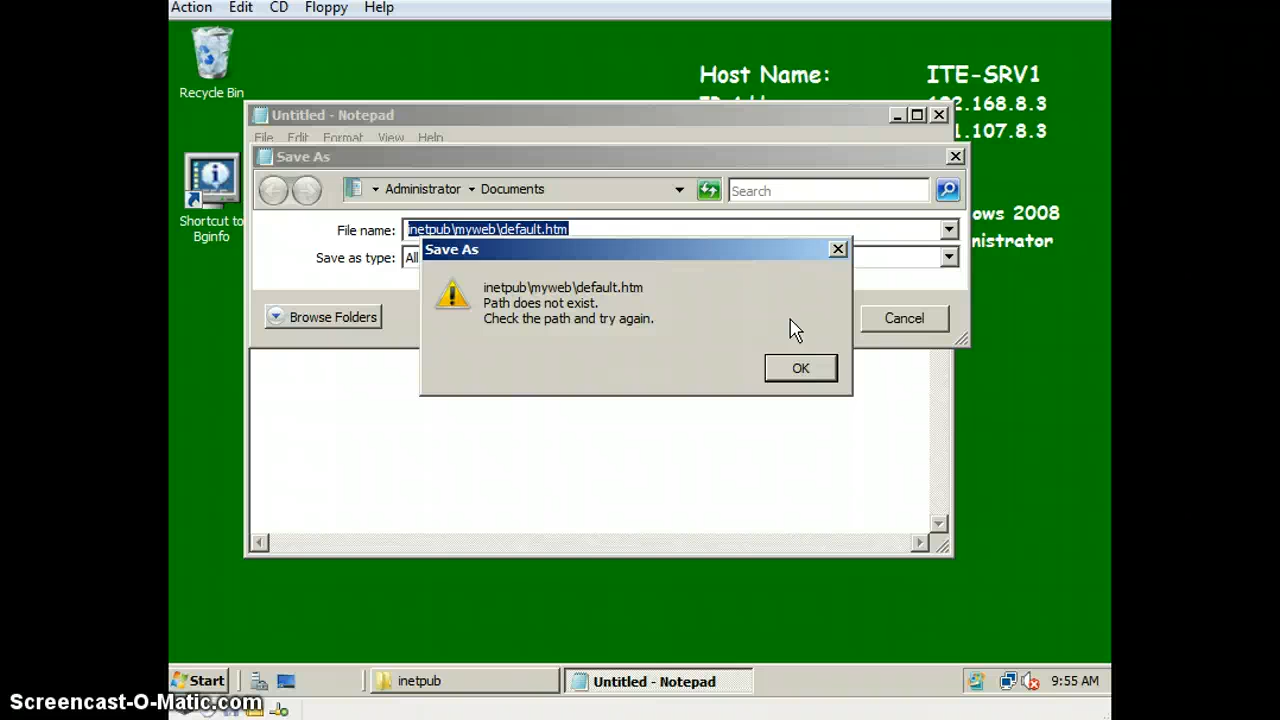 Action Edit CD Floppy Help
Recycle Bin
Host Name: ITE-SRV1
Untitled - Notepad
.168.8.3
File Edit Format View Help
.107.8.3
Save As
Administrator Documents
Search
Shortcut to
Bginfo
ows 2008
File name: inetpub\myweb\default.htm
nistrator
Save As
Save as type: All
inetpub\myweb\default.htm
Path does not exist.
Check the path and try again.
Browse Folders
Cancel
OK
Start
inetpub
Untitled - Notepad
9:55 AM
Screencast-O-Matic.com